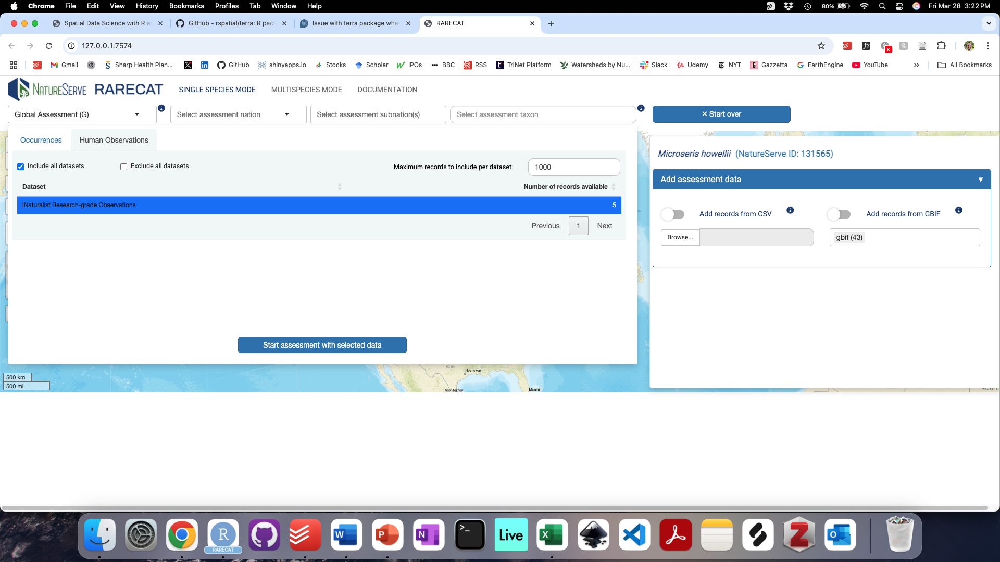 Chrome File Edit View History Bookmarks Profiles Tab Window Help 80% Fri Mar 28 3:22 PM
Spatial Data Science with R a GitHub - rspatial/terra: R pac Issue with terra package whe RARECAT
127.0.0.1:7574
Gmail Sharp Health Plan... GitHub shinyapps.io Stocks Scholar IPOs BBC RSS TriNet Platform Watersheds by Nu... Slack Udemy NYT Gazzetta EarthEngine YouTube All Bookmarks
NATURESERVE RARECAT SINGLE SPECIES MODE MULTISPECIES MODE DOCUMENTATION
Global Assessment (G) Select assessment nation Select assessment subnation(s) Select assessment taxon × Start over
Occurrences Human Observations
Microseris howellii (NatureServe ID: 131565)
Include all datasets Exclude all datasets Maximum records to include per dataset: 1000
Add assessment data
Dataset Number of records available
iNaturalist Research-grade Observations 5
Add records from CSV Add records from GBIF
Previous 1 Next
Browse... gbif (43)
Start assessment with selected data
Texas
Houston
500 km
500 mi
Monterrey Miami EGYPT
R W P N >_ Live X Z O
RARECAT